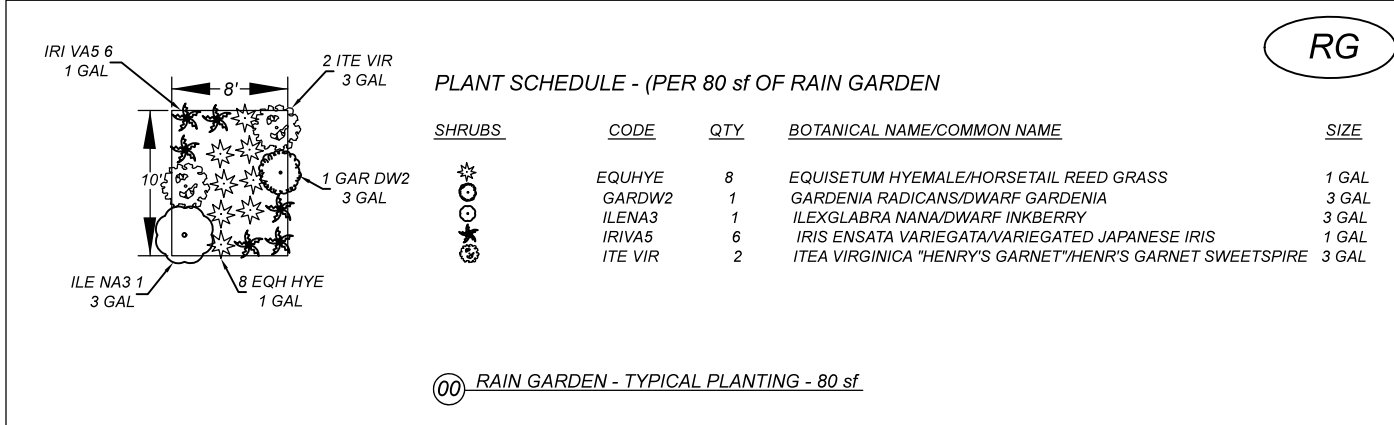 RG
IRI VA5 6
1 GAL
2 ITE VIR
3 GAL
8'
10'
1 GAR DW2
3 GAL
ILE NA3 1
3 GAL
8 EQH HYE
1 GAL
PLANT SCHEDULE - (PER 80 sf OF RAIN GARDEN
SHRUBS CODE QTY BOTANICAL NAME/COMMON NAME SIZE
EQUHYE 8 EQUISETUM HYEMALE/HORSETAIL REED GRASS 1 GAL
GARDW2 1 GARDENIA RADICANS/DWARF GARDENIA 3 GAL
ILENA3 1 ILEXGLABRA NANA/DWARF INKBERRY 3 GAL
IRIVA5 6 IRIS ENSATA VARIEGATA/VARIEGATED JAPANESE IRIS 1 GAL
ITE VIR 2 ITEA VIRGINICA "HENRY'S GARNET"/HENR'S GARNET SWEETSPIRE 3 GAL
00 RAIN GARDEN - TYPICAL PLANTING - 80 sf